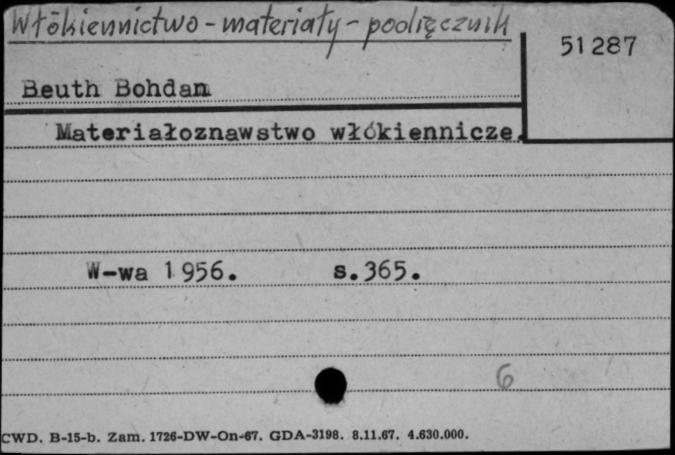 Włókiennictwo - materiały - podręcznik
51287
Beuth Bohdan
Materiałoznawstwo włókiennicze.
W-wa 1956. s.365.
6
CWD. B-15-b. Zam. 1726-DW-On-67. GDA-3198. 8.11.67. 4.630.000.